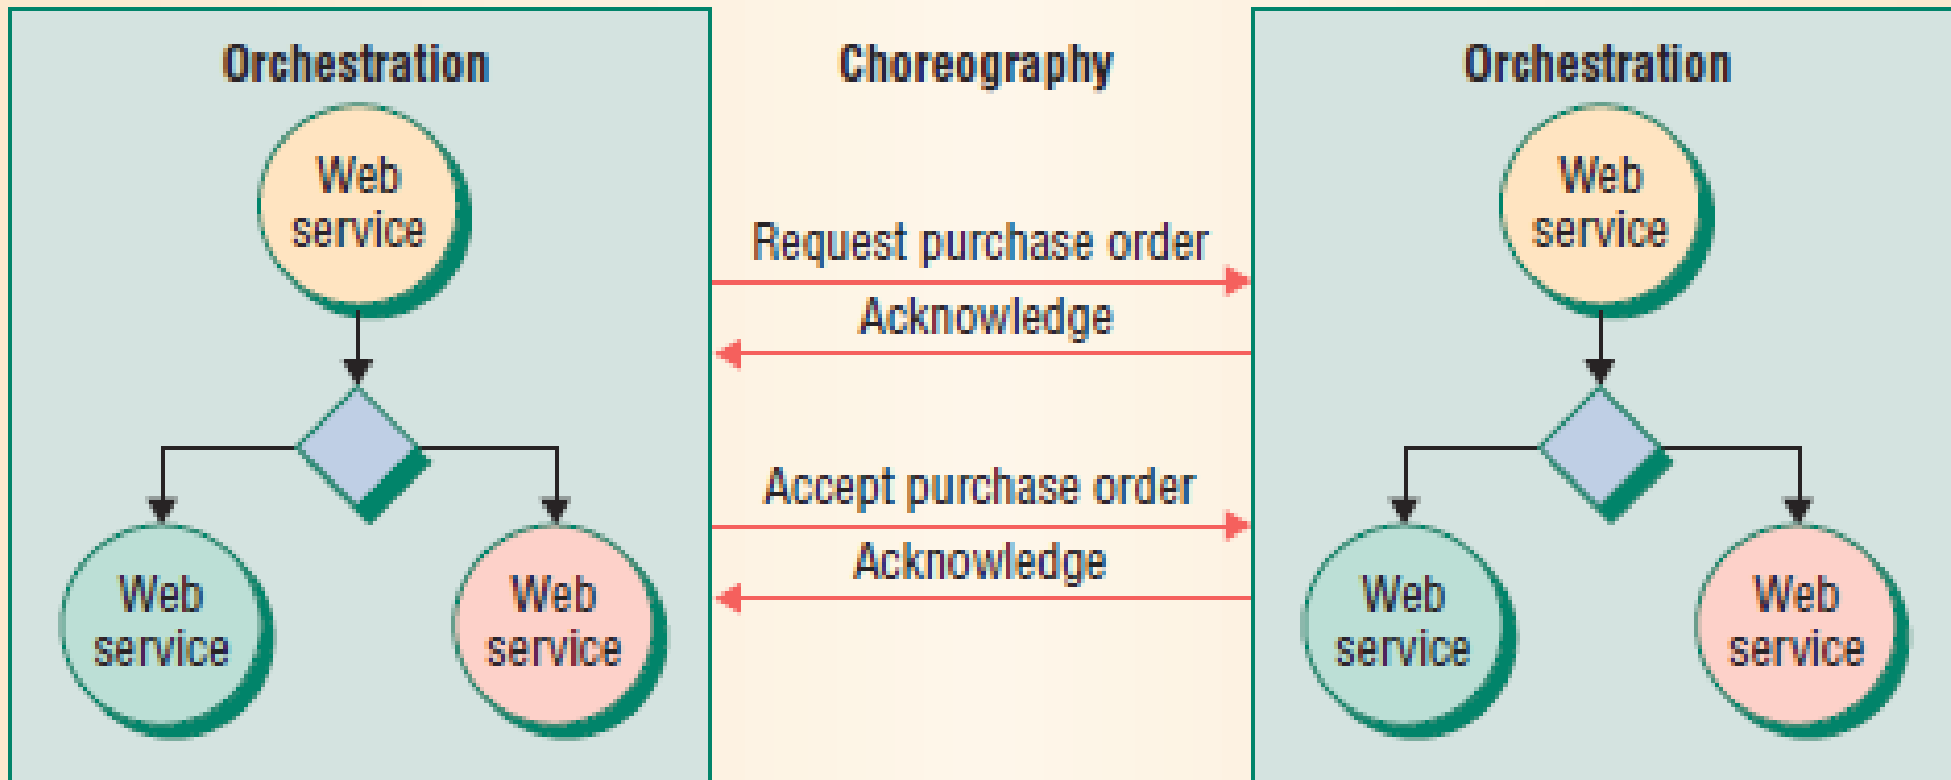 Orchestration
Web
service
Web
service
Web
service
Choreography
Request purchase order
Acknowledge
Accept purchase order
Acknowledge
Orchestration
Web
service
Web
service
Web
service